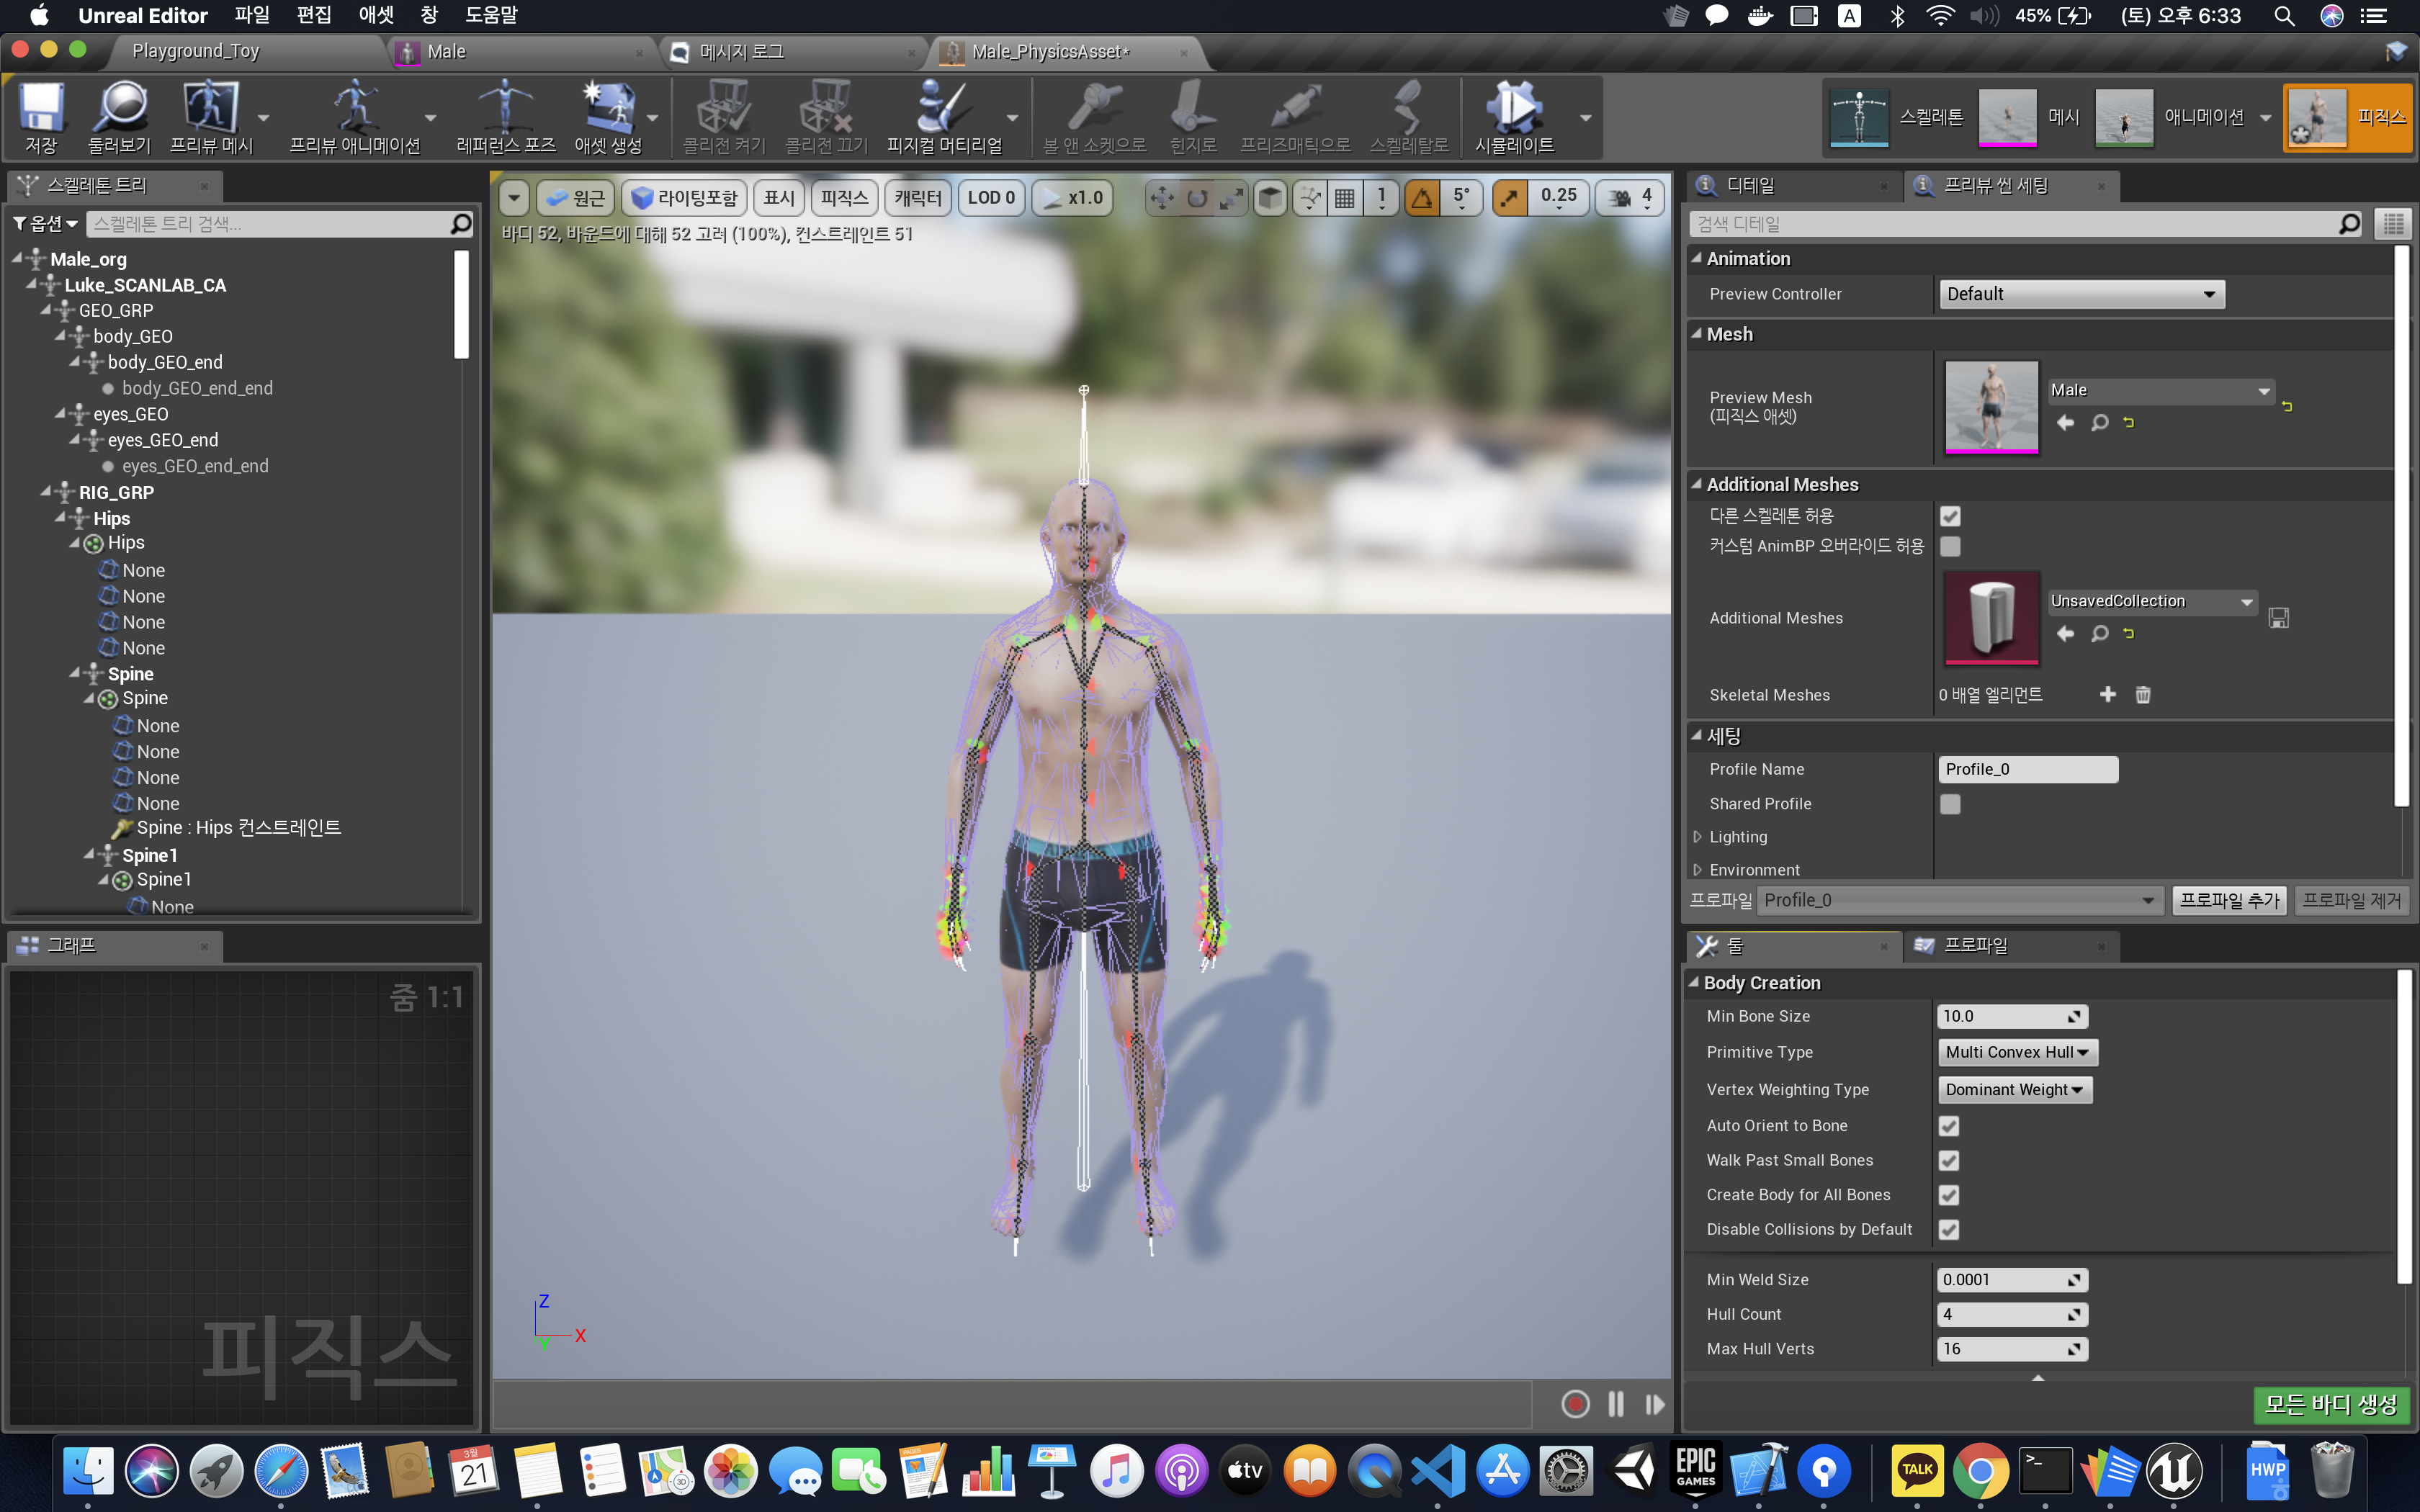 Unreal Editor 파일 편집 애셋 창 도움말
A 45% (토) 오후 6:33
Playground_Toy Male 메시지 로그 Male_PhysicsAsset*
저장 둘러보기 프리뷰 메시 프리뷰 애니메이션 레퍼런스 포즈 애셋 생성 콜리전 켜기 콜리전 끄기 피지컬 머티리얼 볼 앤 소켓으로 힌지로 프리즈매틱으로 스켈레탈로 시뮬레이트 스켈레톤 메시 애니메이션 피직스
스켈레톤 트리
옵션 스켈레톤 트리 검색...
Male_org
Luke_SCANLAB_CA
GEO_GRP
body_GEO
body_GEO_end
body_GEO_end_end
eyes_GEO
eyes_GEO_end
eyes_GEO_end_end
RIG_GRP
Hips
Hips
None
None
None
None
Spine
Spine
None
None
None
None
Spine : Hips 컨스트레인트
Spine1
Spine1
None
그래프
줌 1:1
피직스
원근 라이팅포함 표시 피직스 캐릭터 LOD 0 x1.0 1 5° 0.25 4
바디 52, 바운드에 대해 52 고려 (100%), 컨스트레인트 51
Z
X
Y
디테일 프리뷰 씬 세팅
검색 디테일
Animation
Preview Controller Default
Mesh
Preview Mesh
(피직스 애셋)
Male
Additional Meshes
다른 스켈레톤 허용
커스텀 AnimBP 오버라이드 허용
Additional Meshes UnsavedCollection
Skeletal Meshes 0 배열 엘리먼트
세팅
Profile Name Profile_0
Shared Profile
Lighting
Environment
프로파일 Profile_0 프로파일 추가 프로파일 제거
툴 프로파일
Body Creation
Min Bone Size 10.0
Primitive Type Multi Convex Hull
Vertex Weighting Type Dominant Weight
Auto Orient to Bone
Walk Past Small Bones
Create Body for All Bones
Disable Collisions by Default
Min Weld Size 0.0001
Hull Count 4
Max Hull Verts 16
모든 바디 생성
3월
21
PAGES
3D
tv
EPIC
GAMES
TALK
HWP